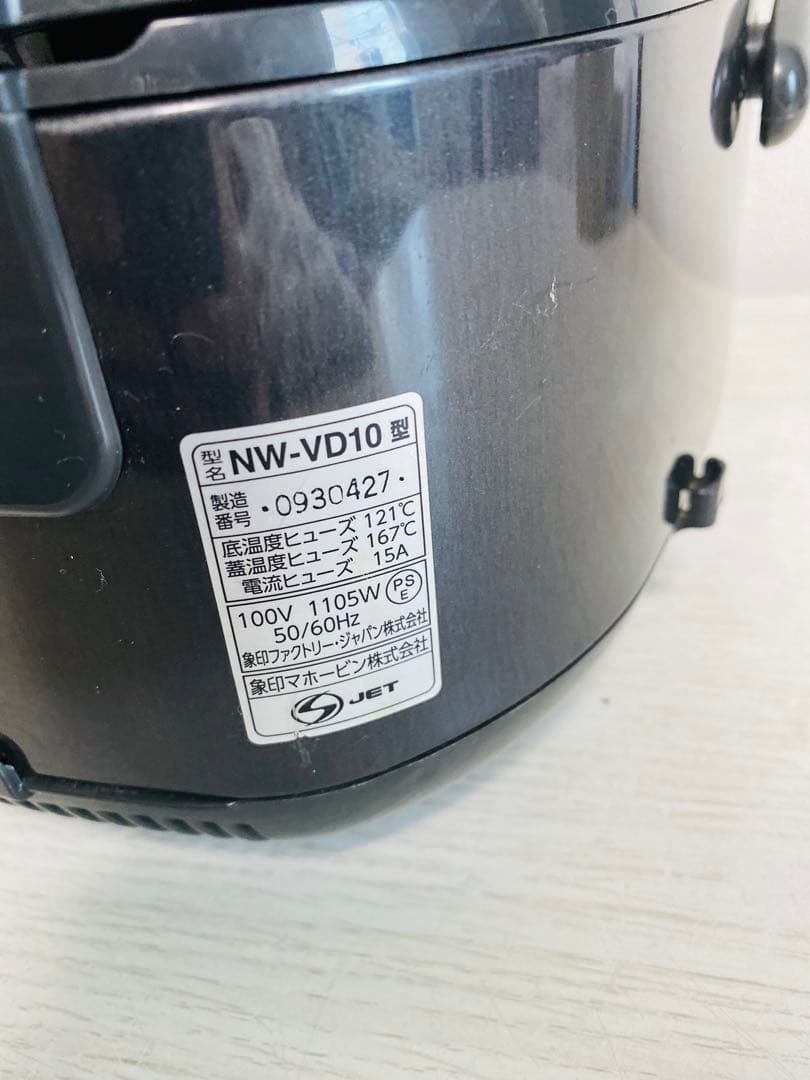 型名 NW-VD10 型
製造番号 ・0930427・
底温度ヒューズ 121℃
蓋温度ヒューズ 167℃
電流ヒューズ 15A
100V 1105W
50/60Hz
PS
E
象印ファクトリー・ジャパン株式会社
象印マホービン株式会社
S JET